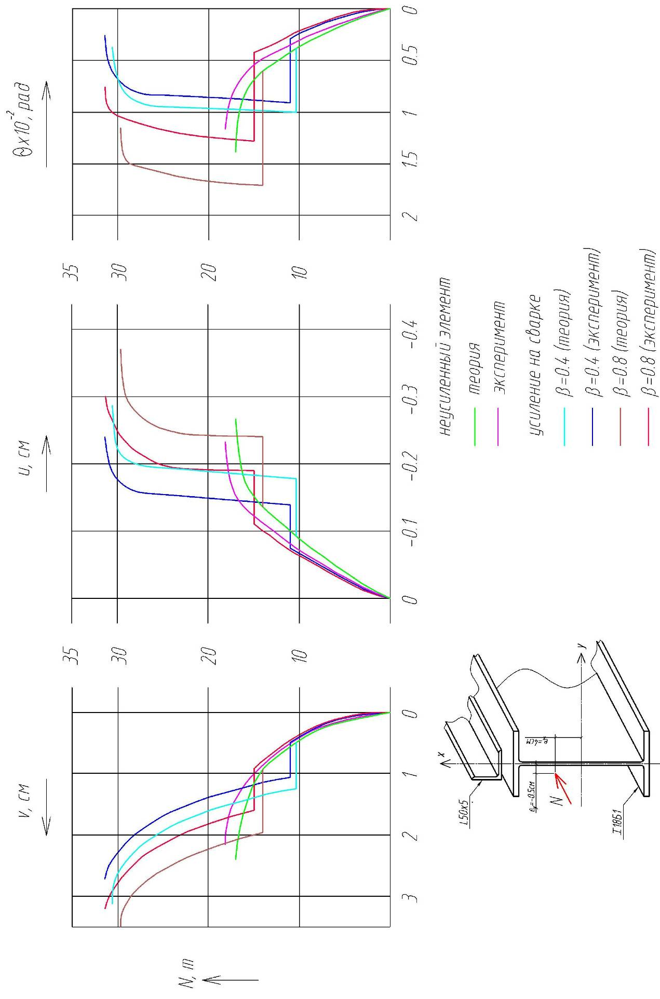 N, т
V, см
35
30
20
10
3
2
1
0
u, см
35
30
20
10
0
-0.1
-0.2
-0.3
-0.4
Θx10⁻², рад
2
1.5
1
0.5
0
L50x5
x
y
eᵧ=-0.5см
eₓ=4см
N
I18Б1
неусиленный элемент
теория
эксперимент
усиление на сварке
β=0.4 (теория)
β=0.4 (эксперимент)
β=0.8 (теория)
β=0.8 (эксперимент)